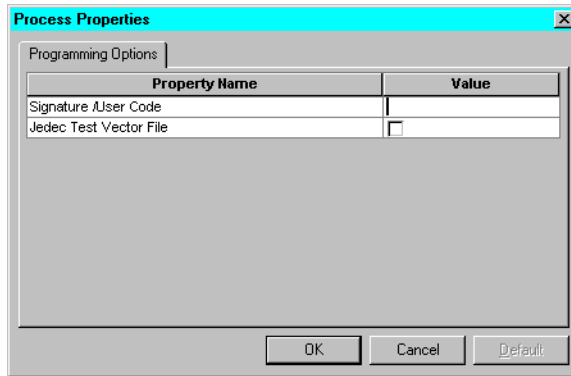 Process Properties
Programming Options
Property Name Value
Signature /User Code
Jedec Test Vector File
OK Cancel Default